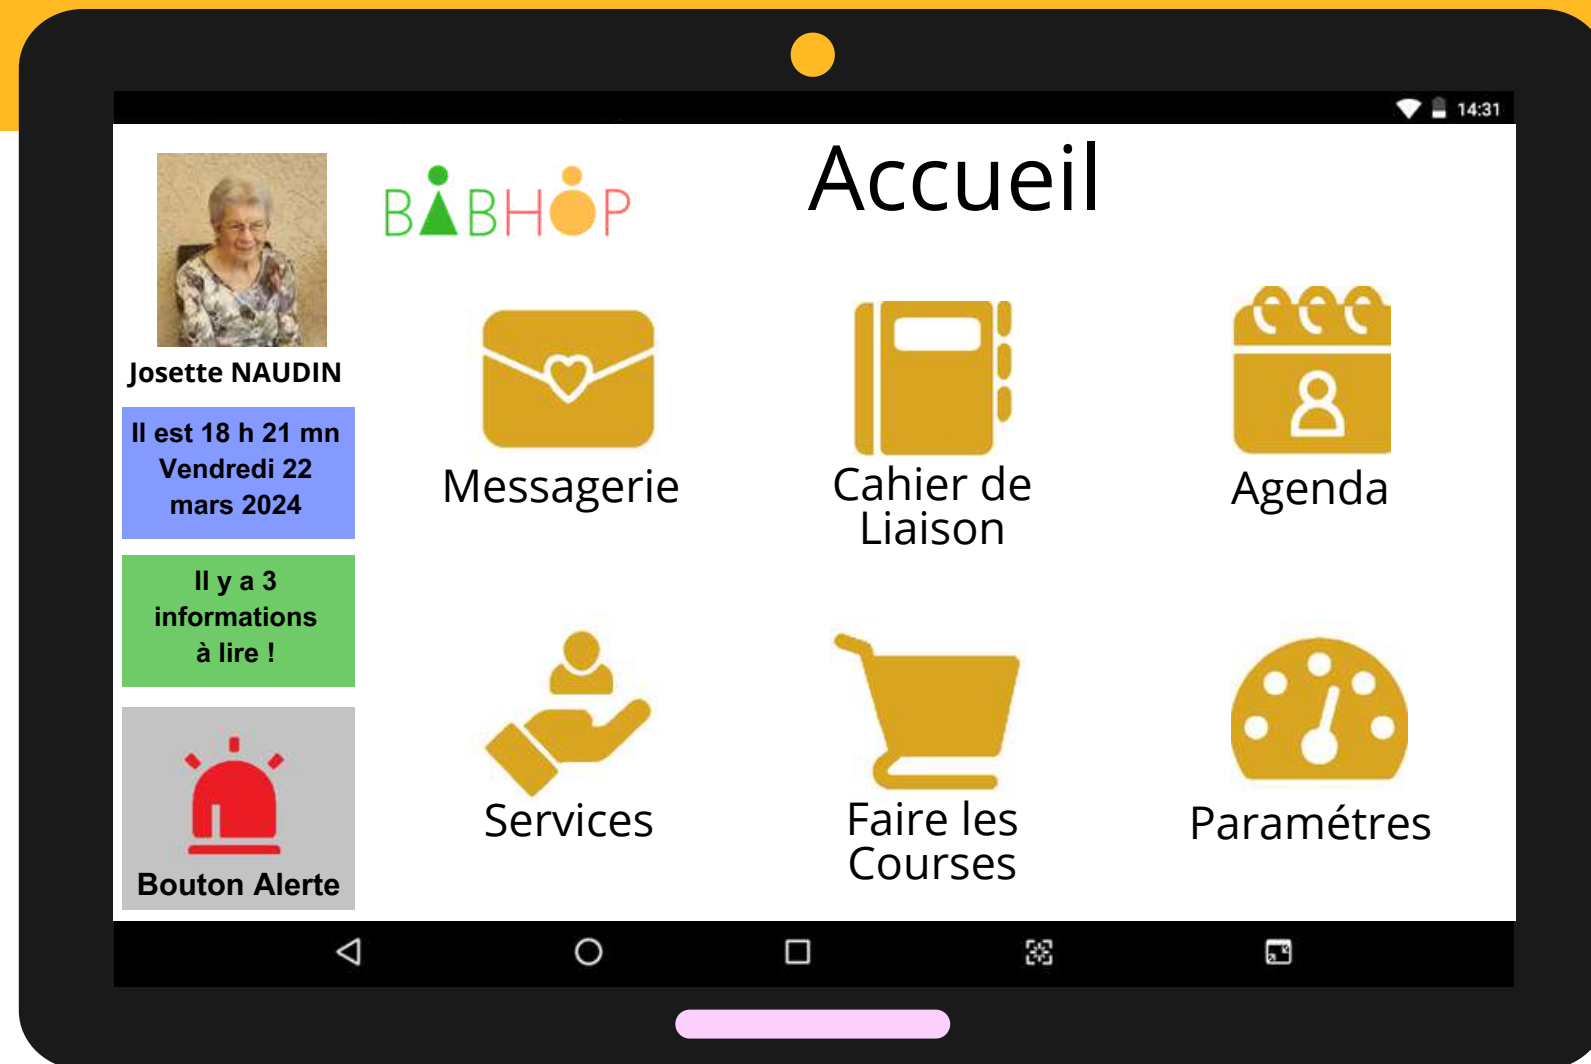 14:31
BABHOP
Accueil
Josette NAUDIN
Il est 18 h 21 mn
Vendredi 22
mars 2024
Il y a 3
informations
à lire !
Bouton Alerte
Messagerie
Cahier de
Liaison
Agenda
Services
Faire les
Courses
Paramétres